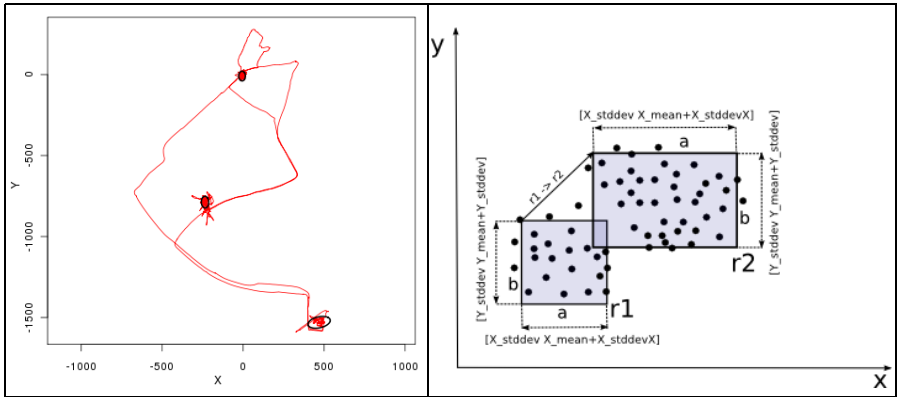 0
-500
-1000
-1500
Y
-1000
-500
0
500
1000
X
y
[X_stddev X_mean+X_stddevX]
a
r1 -> r2
[Y_stddev Y_mean+Y_stddev]
b
[Y_stddev Y_mean+Y_stddev]
r2
b
a
r1
[X_stddev X_mean+X_stddevX]
x